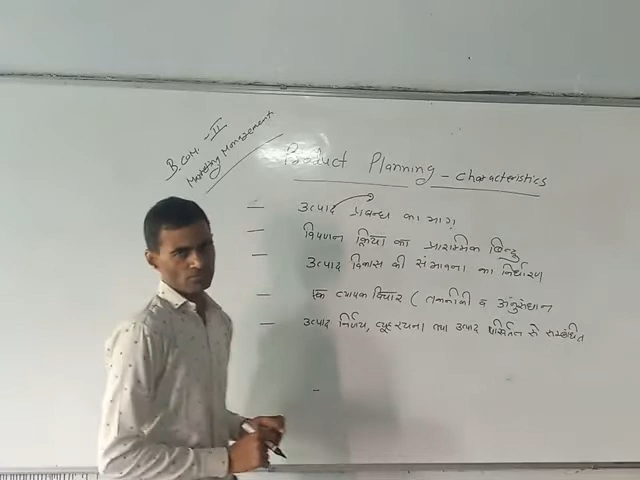 B.COM. - II
Marketing Management
Product Planning - characteristics
— उत्पाद प्रबन्ध का भाग
— विपणन क्रिया का प्रारम्भिक बिन्दु
— उत्पाद विकास की संभावना का निर्धारण
— एक व्यापक विचार ( तकनीकी व अनुसंधान
— उत्पाद निर्णय, व्यूहरचना तथा उत्पाद परिवर्तन से सम्बंधित
-